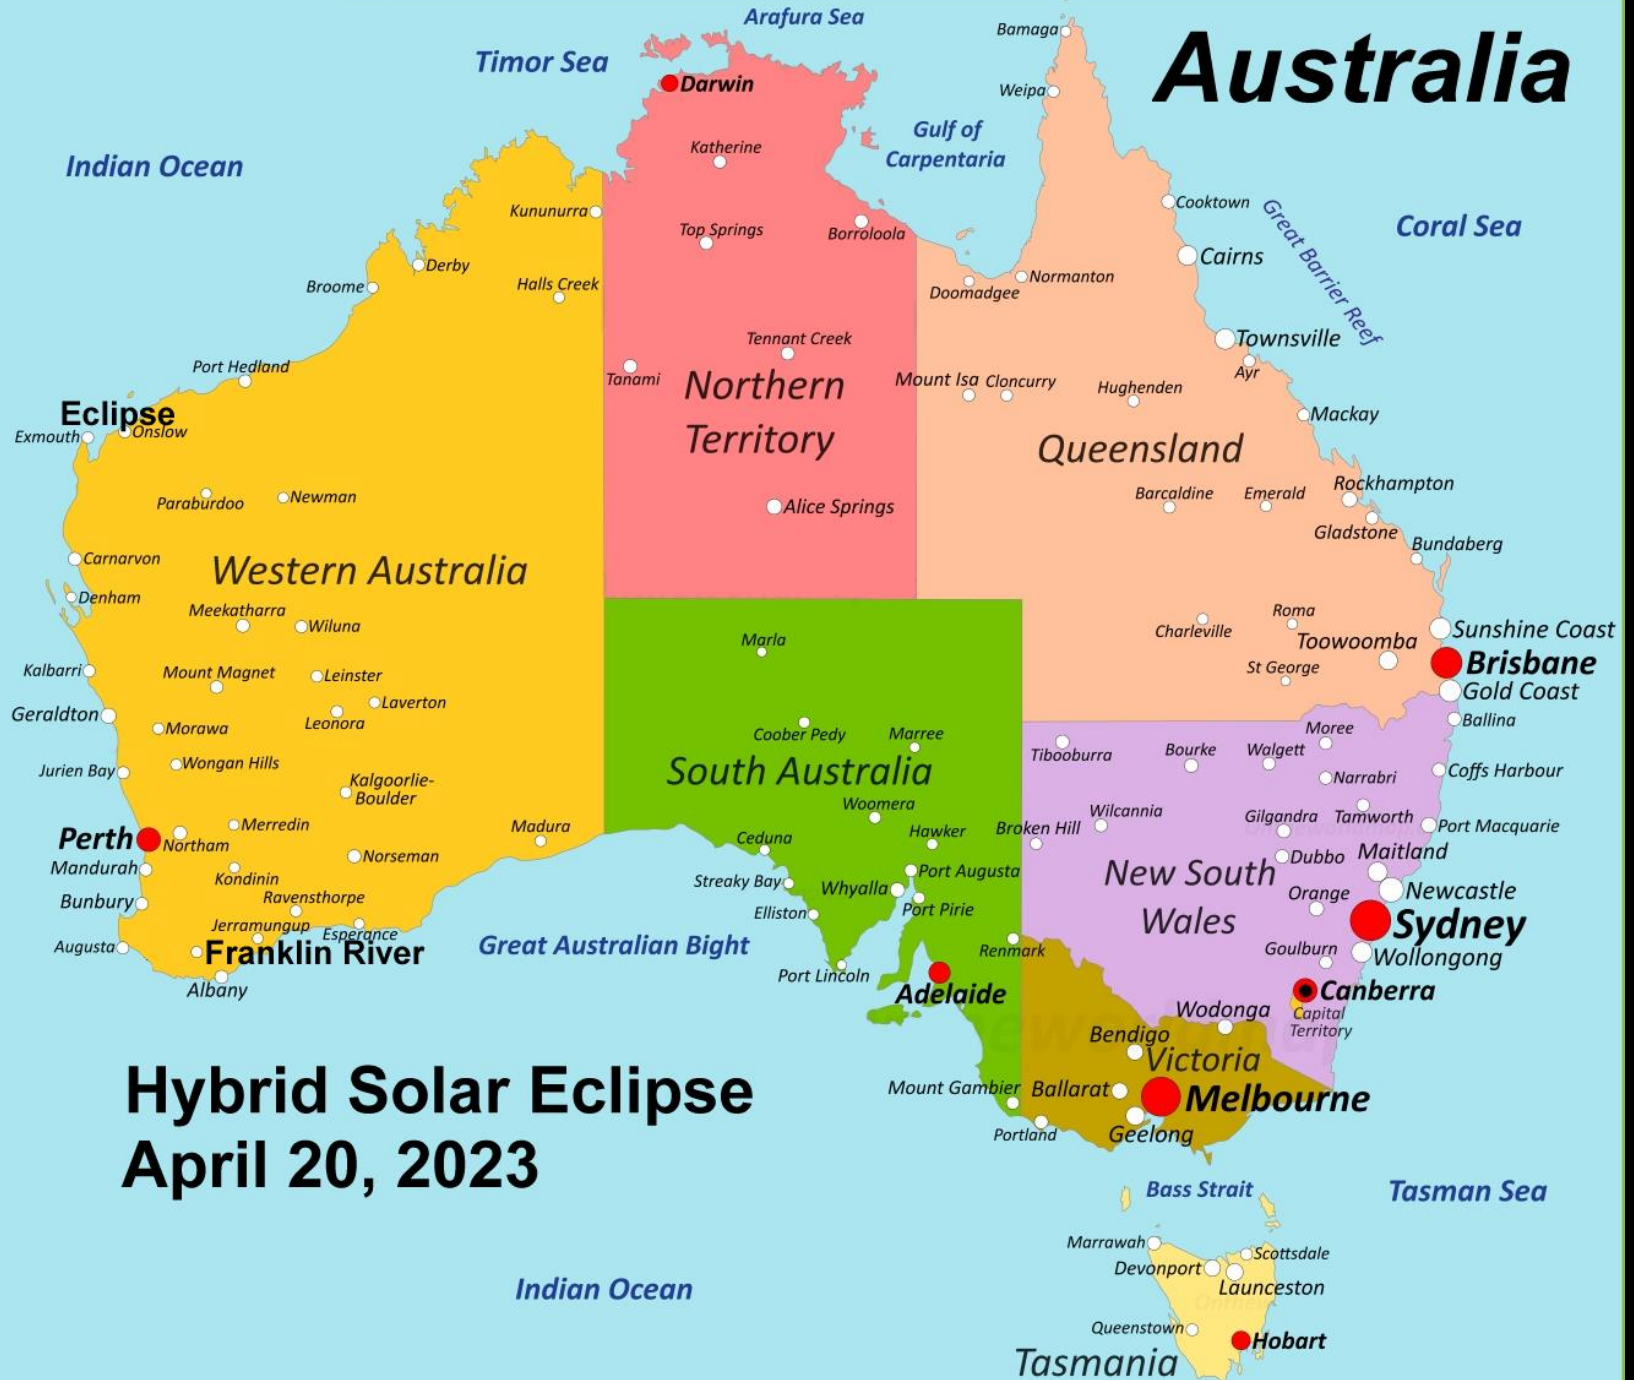 Arafura Sea
Australia
Bamaga
Timor Sea
Darwin
Weipa
Gulf of
Carpentaria
Katherine
Indian Ocean
Cooktown
Kununurra
Great Barrier Reef
Coral Sea
Top Springs
Borroloola
Cairns
Derby
Normanton
Broome
Halls Creek
Doomadgee
Tennant Creek
Townsville
Port Hedland
Tanami
Northern
Territory
Mount Isa
Cloncurry
Hughenden
Ayr
Eclipse
Mackay
Exmouth
Onslow
Queensland
Paraburdoo
Newman
Alice Springs
Barcaldine
Emerald
Rockhampton
Gladstone
Bundaberg
Carnarvon
Western Australia
Denham
Meekatharra
Wiluna
Marla
Charleville
Roma
Toowoomba
Sunshine Coast
Brisbane
St George
Gold Coast
Kalbarri
Mount Magnet
Leinster
Laverton
Geraldton
Leonora
Morawa
Coober Pedy
Marree
Ballina
Moree
Tibooburra
Bourke
Walgett
Jurien Bay
Wongan Hills
South Australia
Narrabri
Coffs Harbour
Kalgoorlie-
Boulder
Woomera
Wilcannia
Gilgandra
Tamworth
Perth
Northam
Merredin
Madura
Ceduna
Hawker
Broken Hill
Port Macquarie
Mandurah
Norseman
Dubbo
Maitland
Kondinin
Streaky Bay
Whyalla
Port Augusta
New South
Wales
Orange
Newcastle
Bunbury
Ravensthorpe
Elliston
Port Pirie
Sydney
Jerramungup
Esperance
Augusta
Franklin River
Great Australian Bight
Renmark
Goulburn
Wollongong
Port Lincoln
Albany
Adelaide
Canberra
Capital
Territory
Wodonga
Bendigo
Victoria
Hybrid Solar Eclipse
April 20, 2023
Mount Gambier
Ballarat
Melbourne
Portland
Geelong
Bass Strait
Tasman Sea
Marrawah
Scottsdale
Devonport
Launceston
Indian Ocean
Queenstown
Hobart
Tasmania